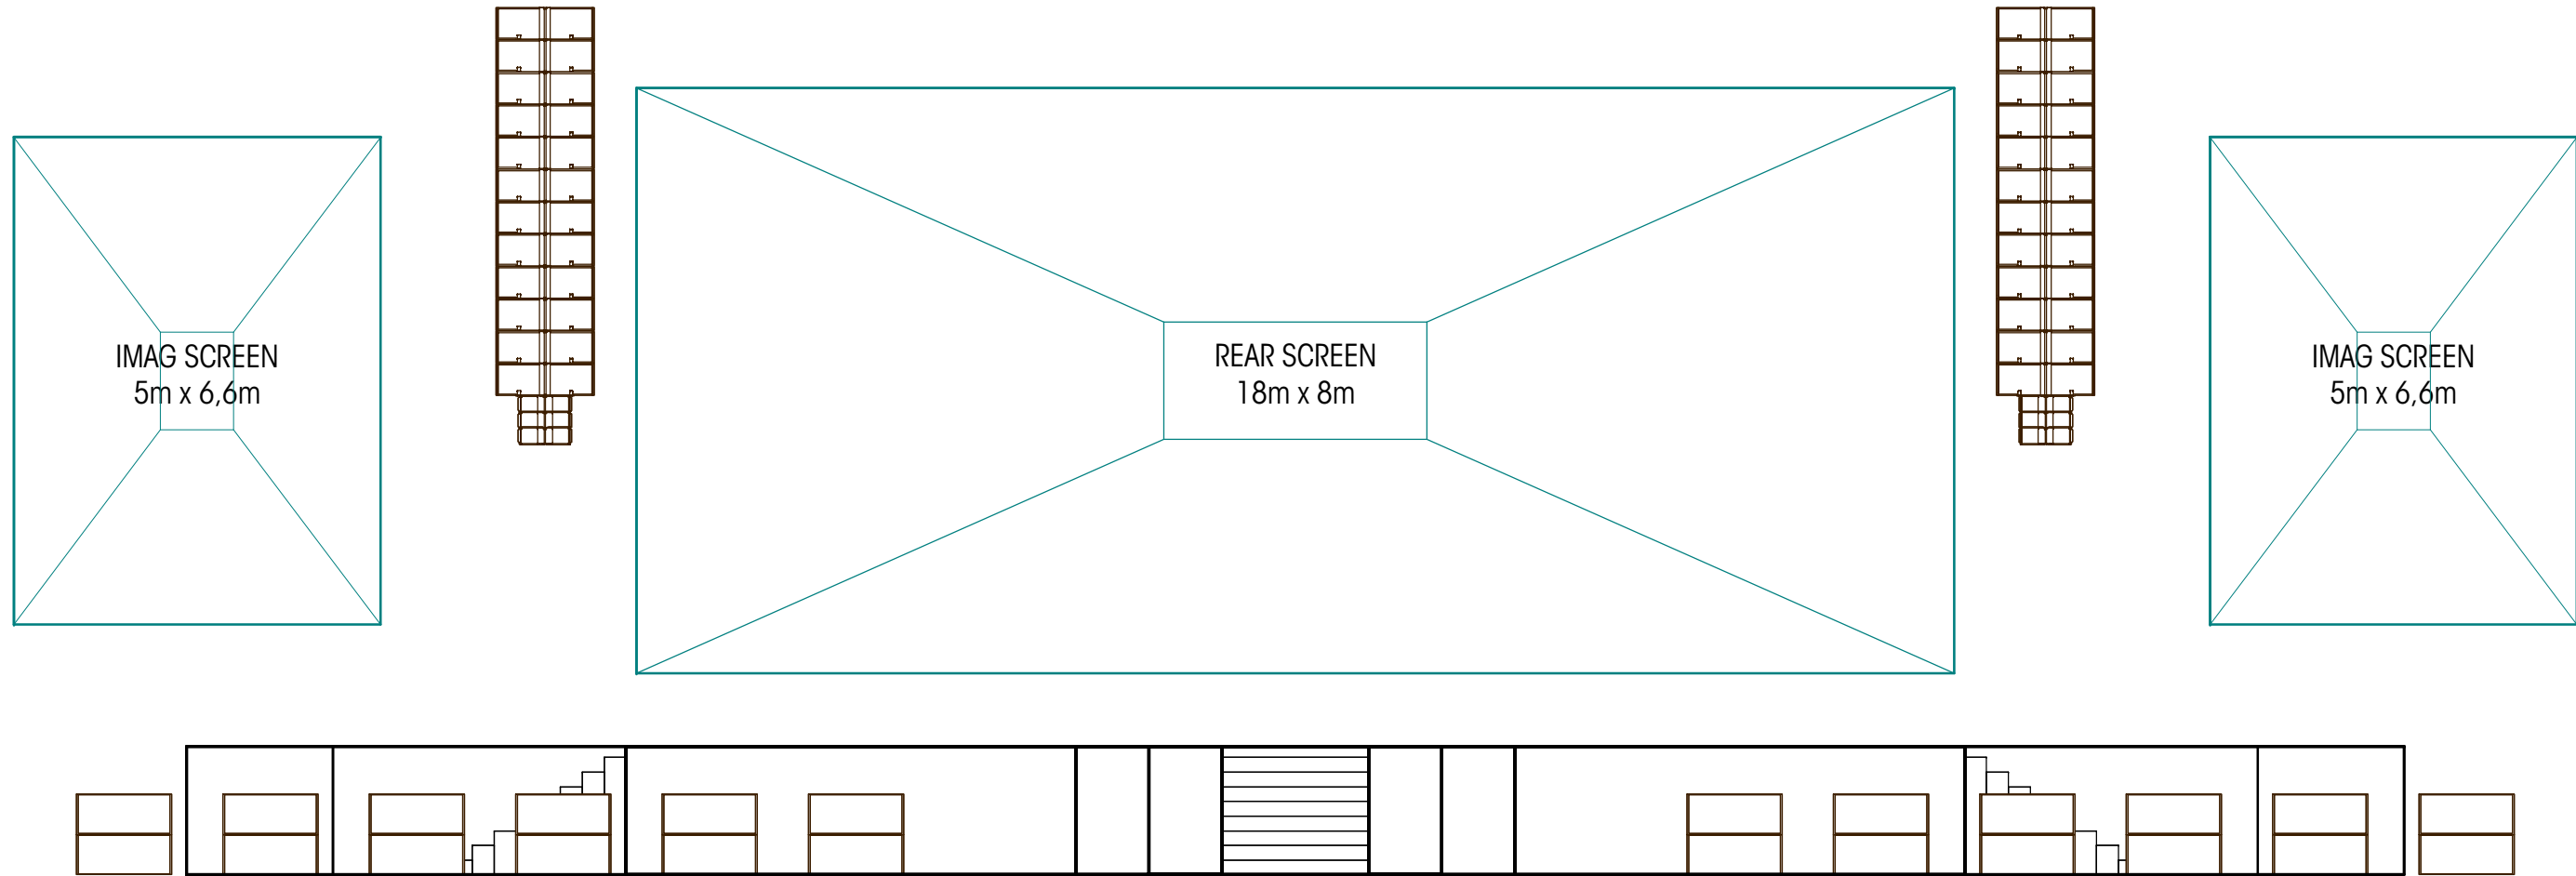 IMAG SCREEN
5m x 6,6m
REAR SCREEN
18m x 8m
IMAG SCREEN
5m x 6,6m